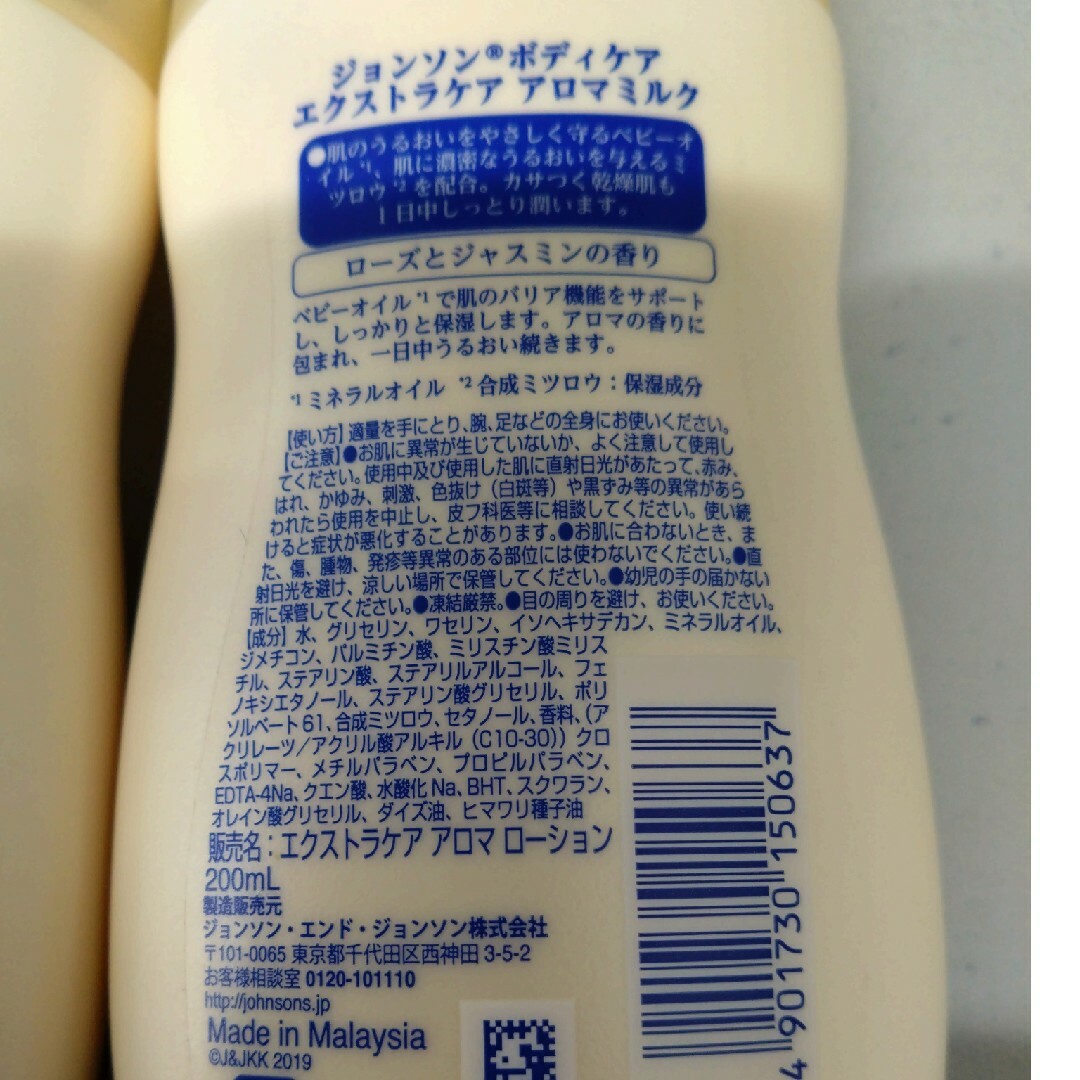 ジョンソン®ボディケア
エクストラケア アロマミルク
●肌のうるおいをやさしく守るベビーオ
イル*1、肌に濃密なうるおいを与えるミ
ツロウ*2を配合。カサつく乾燥肌も
1日中しっとり潤います。
ローズとジャスミンの香り
ベビーオイル*1で肌のバリア機能をサポート
し、しっかりと保湿します。アロマの香りに
包まれ、一日中うるおい続きます。
*1ミネラルオイル *2合成ミツロウ：保湿成分
【使い方】適量を手にとり、腕、足などの全身にお使いください。
【ご注意】●お肌に異常が生じていないか、よく注意して使用し
てください。使用中及び使用した肌に直射日光があたって、赤み、
はれ、かゆみ、刺激、色抜け（白斑等）や黒ずみ等の異常があら
われたら使用を中止し、皮フ科医等に相談してください。使い続
けると症状が悪化することがあります。●お肌に合わないとき、ま
た、傷、腫物、発疹等異常のある部位には使わないでください。●直
射日光を避け、涼しい場所で保管してください。●幼児の手の届かない
所に保管してください。●凍結厳禁。●目の周りを避け、お使いください。
【成分】水、グリセリン、ワセリン、イソヘキサデカン、ミネラルオイル、
ジメチコン、パルミチン酸、ミリスチン酸ミリス
チル、ステアリン酸、ステアリルアルコール、フェ
ノキシエタノール、ステアリン酸グリセリル、ポリ
ソルベート61、合成ミツロウ、セタノール、香料、（ア
クリレーツ／アクリル酸アルキル（C10-30））クロ
スポリマー、メチルパラベン、プロピルパラベン、
EDTA-4Na、クエン酸、水酸化Na、BHT、スクワラン、
オレイン酸グリセリル、ダイズ油、ヒマワリ種子油
販売名：エクストラケア アロマ ローション
200mL
製造販売元
ジョンソン・エンド・ジョンソン株式会社
〒101-0065 東京都千代田区西神田 3-5-2
お客様相談室 0120-101110
http://johnsons.jp
Made in Malaysia
©J&JKK 2019
4 901730 150637